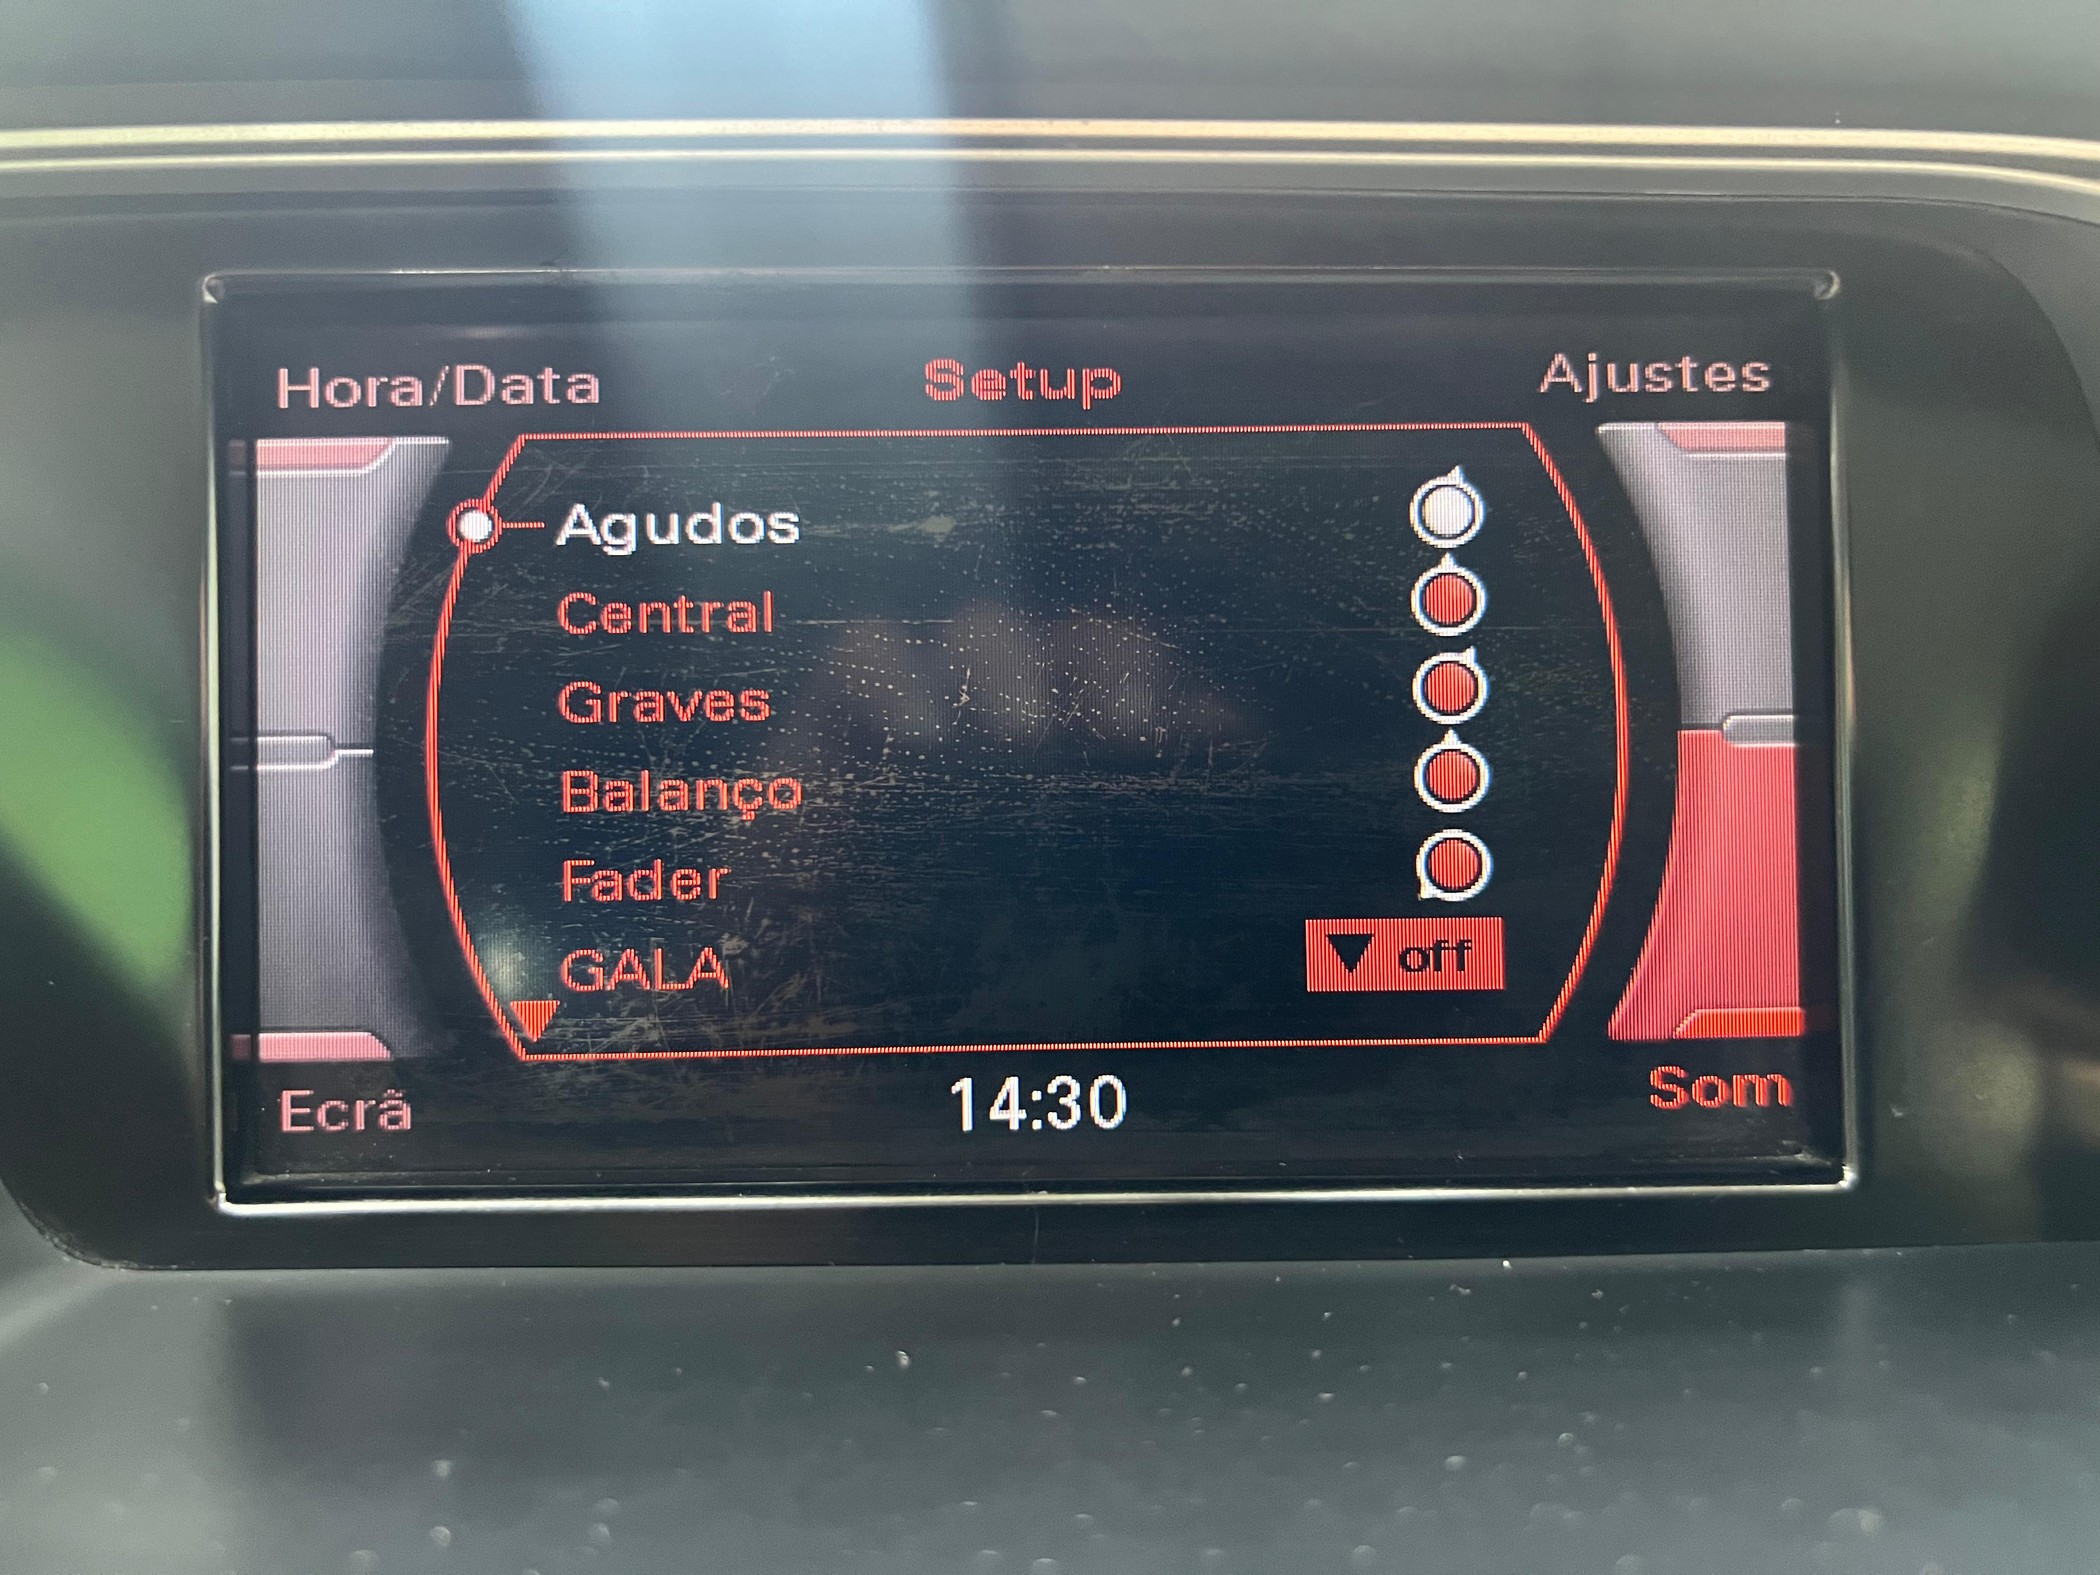 Hora/Data
Setup
Ajustes
Agudos
Central
Graves
Balanço
Fader
GALA
off
14:30
Ecrã
Som